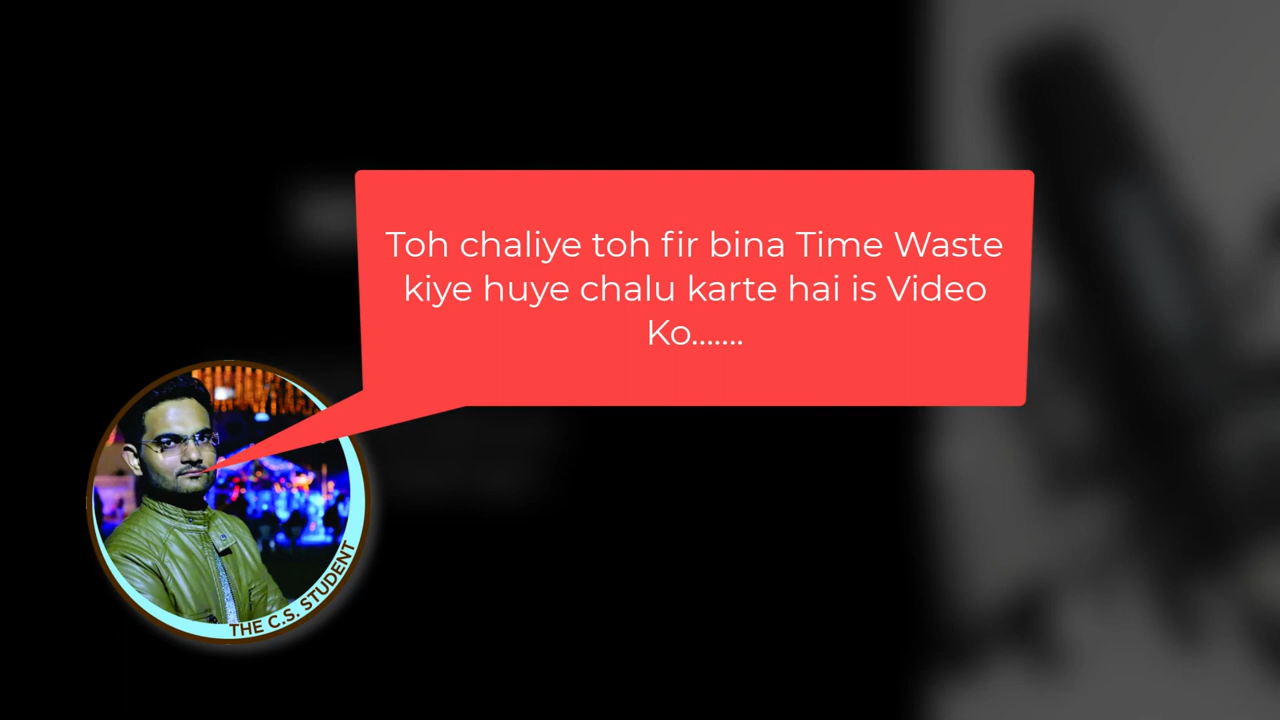 Toh chaliye toh fir bina Time Waste
kiye huye chalu karte hai is Video
Ko.......
THE C.S. STUDENT